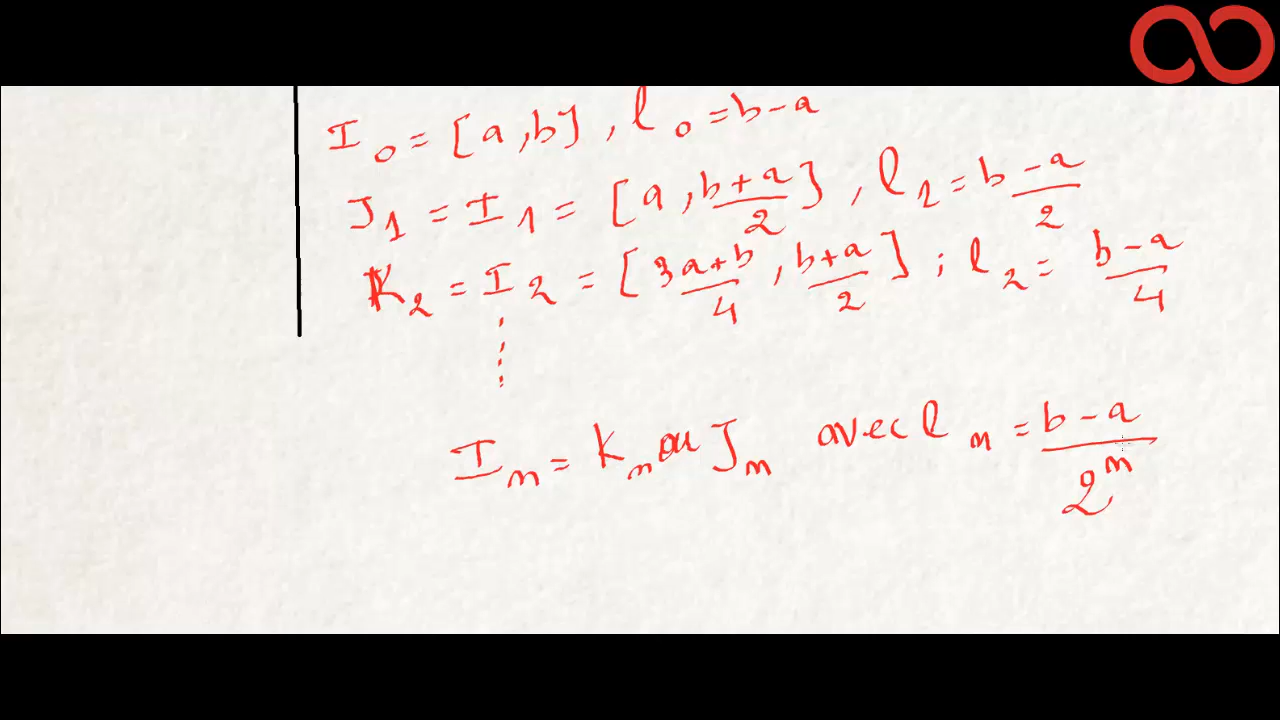 I₀ = [a, b], l₀ = b-a
J₁ = I₁ = [a, (b+a)/2], l₂ = (b-a)/2
K₂ = I₂ = [(3a+b)/4, (b+a)/2]; l₂ = (b-a)/4
⋮
Iₙ = Kₙ ou Jₙ avec lₙ = (b-a)/2ⁿ